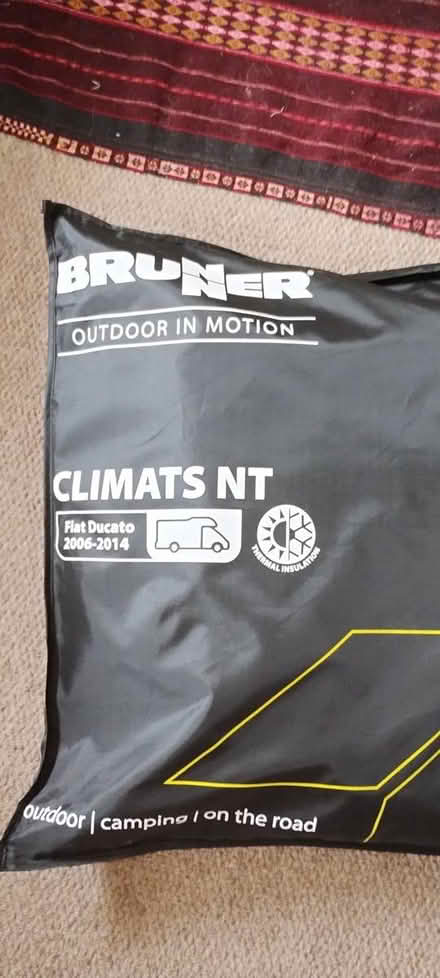 BRUNNER®
OUTDOOR IN MOTION
CLIMATS NT
Fiat Ducato
2006-2014
THERMAL INSULATION
outdoor | camping / on the road